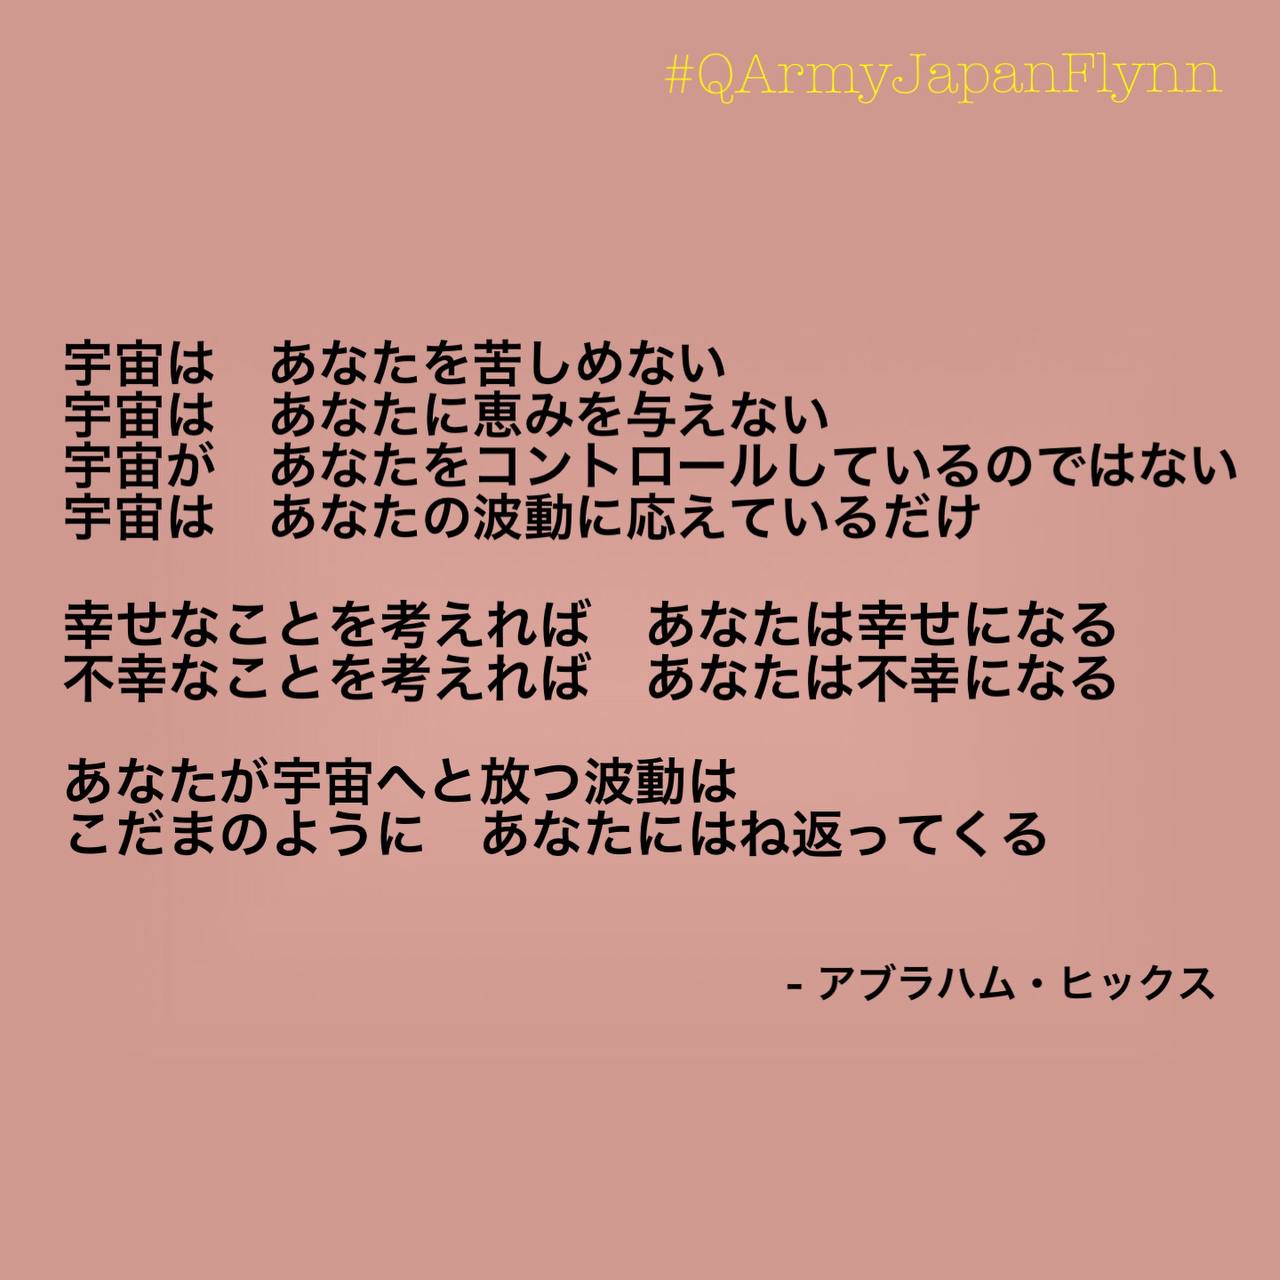 #QArmyJapanFlynn
宇宙は　あなたを苦しめない
宇宙は　あなたに恵みを与えない
宇宙が　あなたをコントロールしているのではない
宇宙は　あなたの波動に応えているだけ
幸せなことを考えれば　あなたは幸せになる
不幸なことを考えれば　あなたは不幸になる
あなたが宇宙へと放つ波動は
こだまのように　あなたにはね返ってくる
- アブラハム・ヒックス